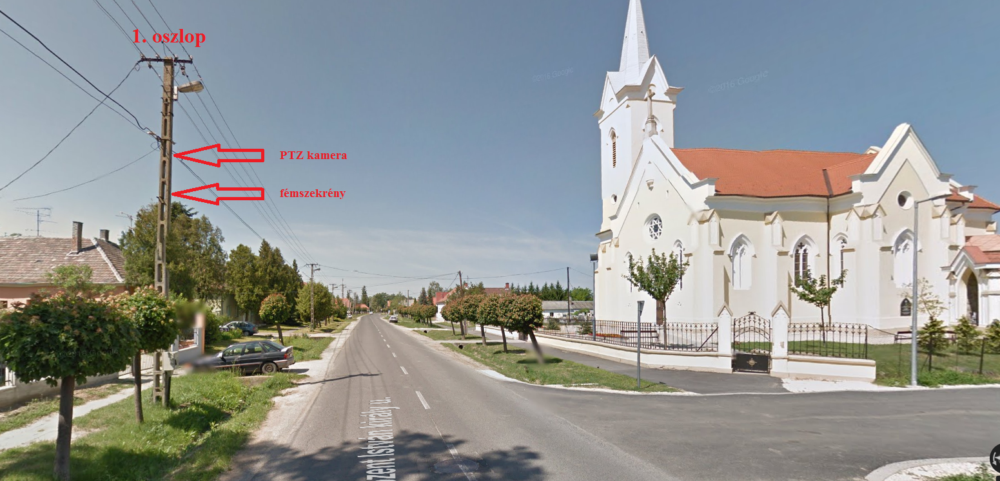 1. oszlop
©2016 Google
©2016 Google
PTZ kamera
fémszekrény
Szent István király u.